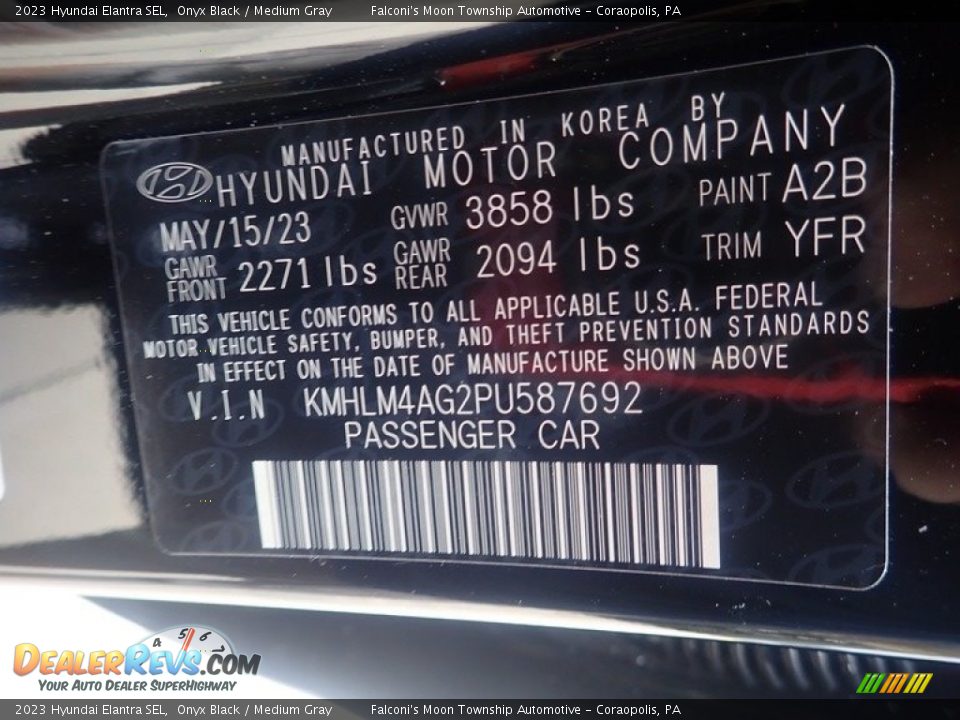 2023 Hyundai Elantra SEL, Onyx Black / Medium Gray Falconi's Moon Township Automotive - Coraopolis, PA
MANUFACTURED IN KOREA BY
HYUNDAI MOTOR COMPANY
MAY/15/23 GVWR 3858 lbs PAINT A2B
GAWR FRONT 2271 lbs GAWR REAR 2094 lbs TRIM YFR
THIS VEHICLE CONFORMS TO ALL APPLICABLE U.S.A. FEDERAL
MOTOR VEHICLE SAFETY, BUMPER, AND THEFT PREVENTION STANDARDS
IN EFFECT ON THE DATE OF MANUFACTURE SHOWN ABOVE
V.I.N KMHLM4AG2PU587692
PASSENGER CAR
4 5 6
DEALERREVS.COM
YOUR AUTO DEALER SUPERHIGHWAY
2023 Hyundai Elantra SEL, Onyx Black / Medium Gray Falconi's Moon Township Automotive - Coraopolis, PA